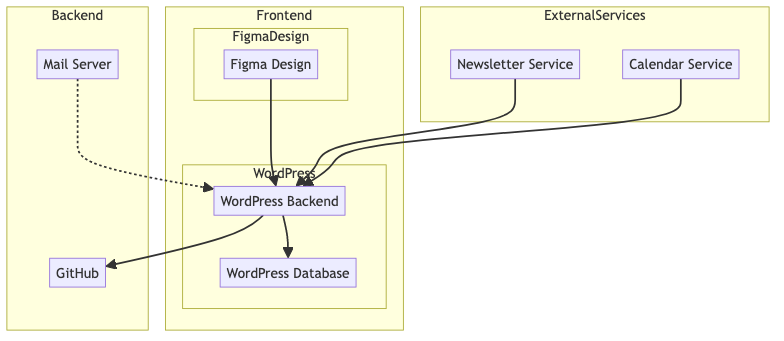 Backend
Frontend
ExternalServices
FigmaDesign
Mail Server
Figma Design
Newsletter Service
Calendar Service
WordPress
WordPress Backend
GitHub
WordPress Database